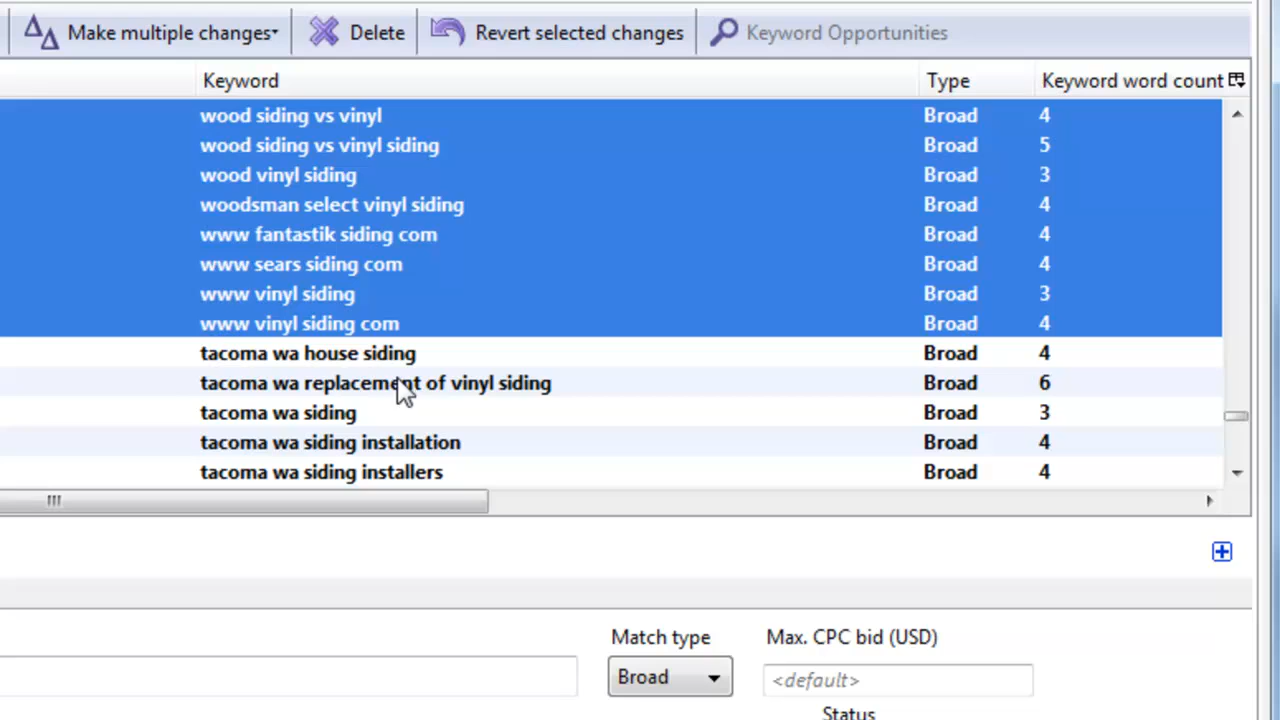 Make multiple changes Delete Revert selected changes Keyword Opportunities
Keyword Type Keyword word count
wood siding vs vinyl Broad 4
wood siding vs vinyl siding Broad 5
wood vinyl siding Broad 3
woodsman select vinyl siding Broad 4
www fantastik siding com Broad 4
www sears siding com Broad 4
www vinyl siding Broad 3
www vinyl siding com Broad 4
tacoma wa house siding Broad 4
tacoma wa replacement of vinyl siding Broad 6
tacoma wa siding Broad 3
tacoma wa siding installation Broad 4
tacoma wa siding installers Broad 4
Match type Max. CPC bid (USD)
Broad <default>
Status